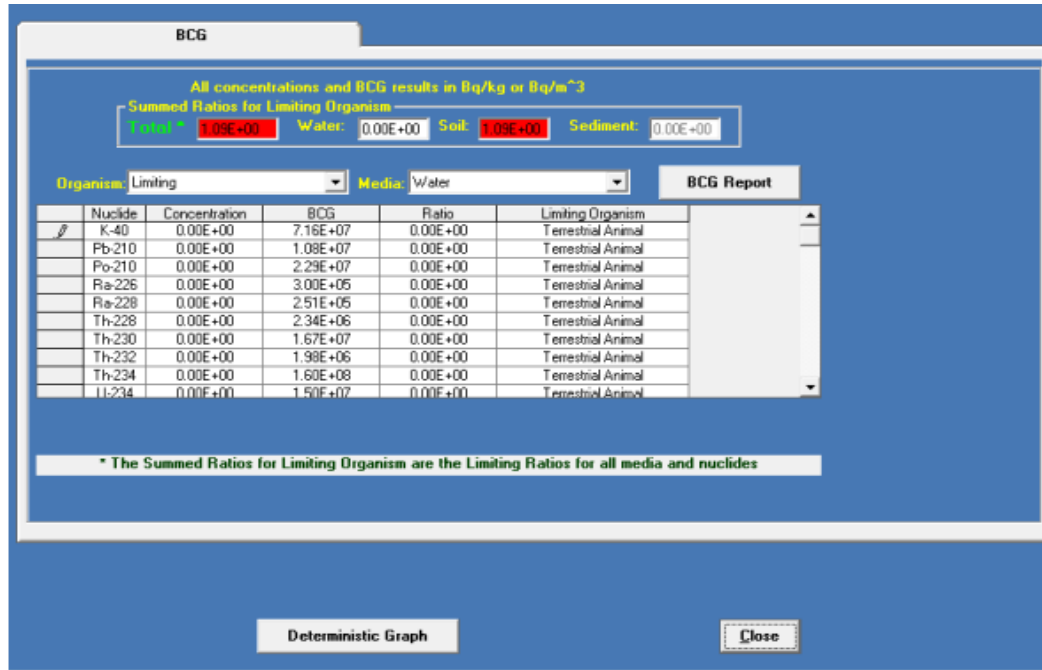 BCG
All concentrations and BCG results in Bq/kg or Bq/m^3
Summed Ratios for Limiting Organism
Total * 1.09E+00 Water: 0.00E+00 Soil: 1.09E+00 Sediment: 0.00E+00
Organism: Limiting Media: Water BCG Report
Nuclide Concentration BCG Ratio Limiting Organism
K-40 0.00E+00 7.16E+07 0.00E+00 Terrestrial Animal
Pb-210 0.00E+00 1.08E+07 0.00E+00 Terrestrial Animal
Po-210 0.00E+00 2.29E+07 0.00E+00 Terrestrial Animal
Ra-226 0.00E+00 3.00E+05 0.00E+00 Terrestrial Animal
Ra-228 0.00E+00 2.51E+05 0.00E+00 Terrestrial Animal
Th-228 0.00E+00 2.34E+06 0.00E+00 Terrestrial Animal
Th-230 0.00E+00 1.67E+07 0.00E+00 Terrestrial Animal
Th-232 0.00E+00 1.98E+06 0.00E+00 Terrestrial Animal
Th-234 0.00E+00 1.60E+08 0.00E+00 Terrestrial Animal
U-234 0.00E+00 1.50E+07 0.00E+00 Terrestrial Animal
* The Summed Ratios for Limiting Organism are the Limiting Ratios for all media and nuclides
Deterministic Graph Close